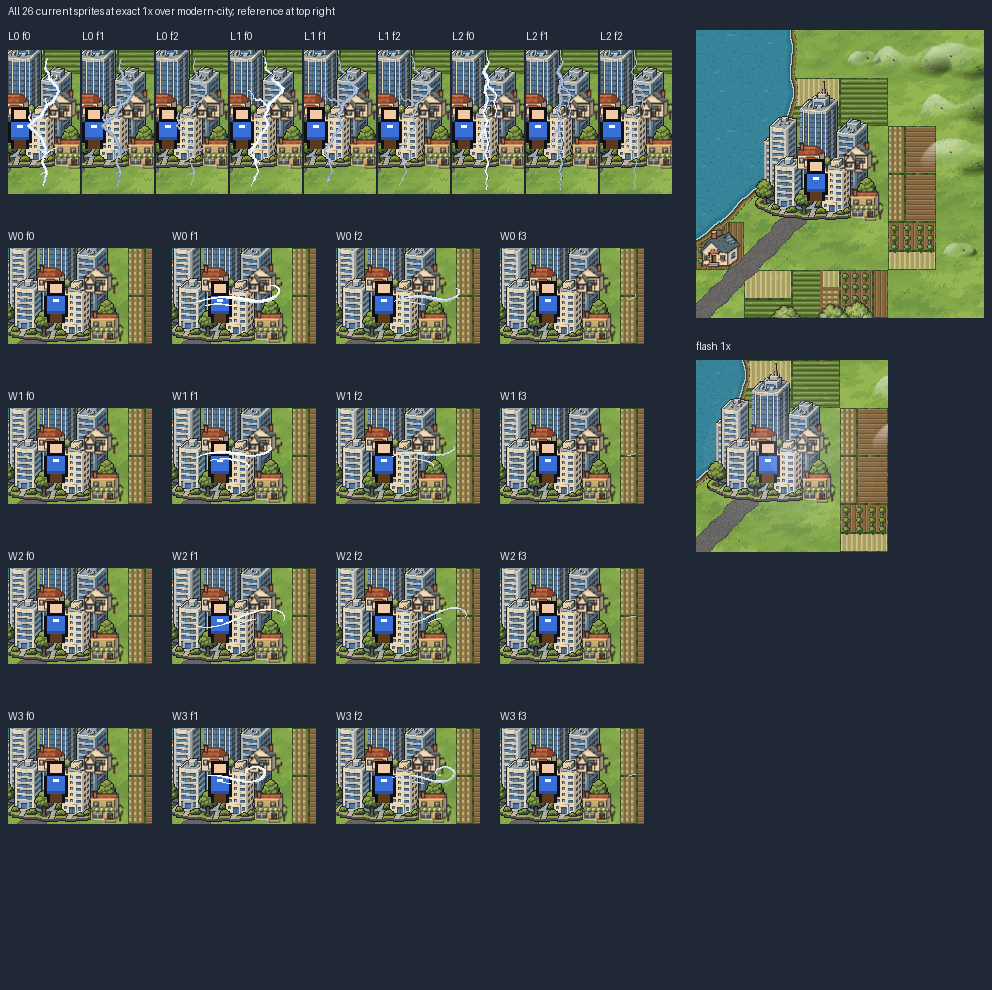 All 26 current sprites at exact 1x over modern-city; reference at top right
L0 f0 L0 f1 L0 f2 L1 f0 L1 f1 L1 f2 L2 f0 L2 f1 L2 f2
W0 f0 W0 f1 W0 f2 W0 f3
flash 1x
W1 f0 W1 f1 W1 f2 W1 f3
W2 f0 W2 f1 W2 f2 W2 f3
W3 f0 W3 f1 W3 f2 W3 f3